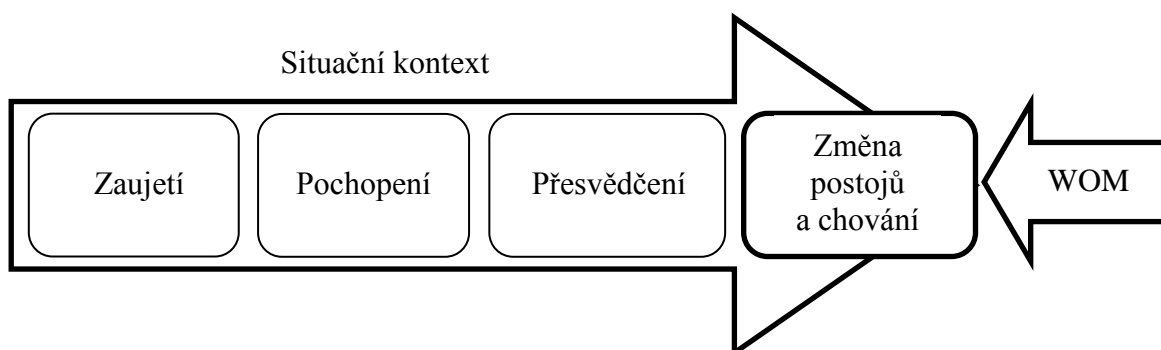 Situační kontext
Zaujetí
Pochopení
Přesvědčení
Změna
postojů
a chování
WOM